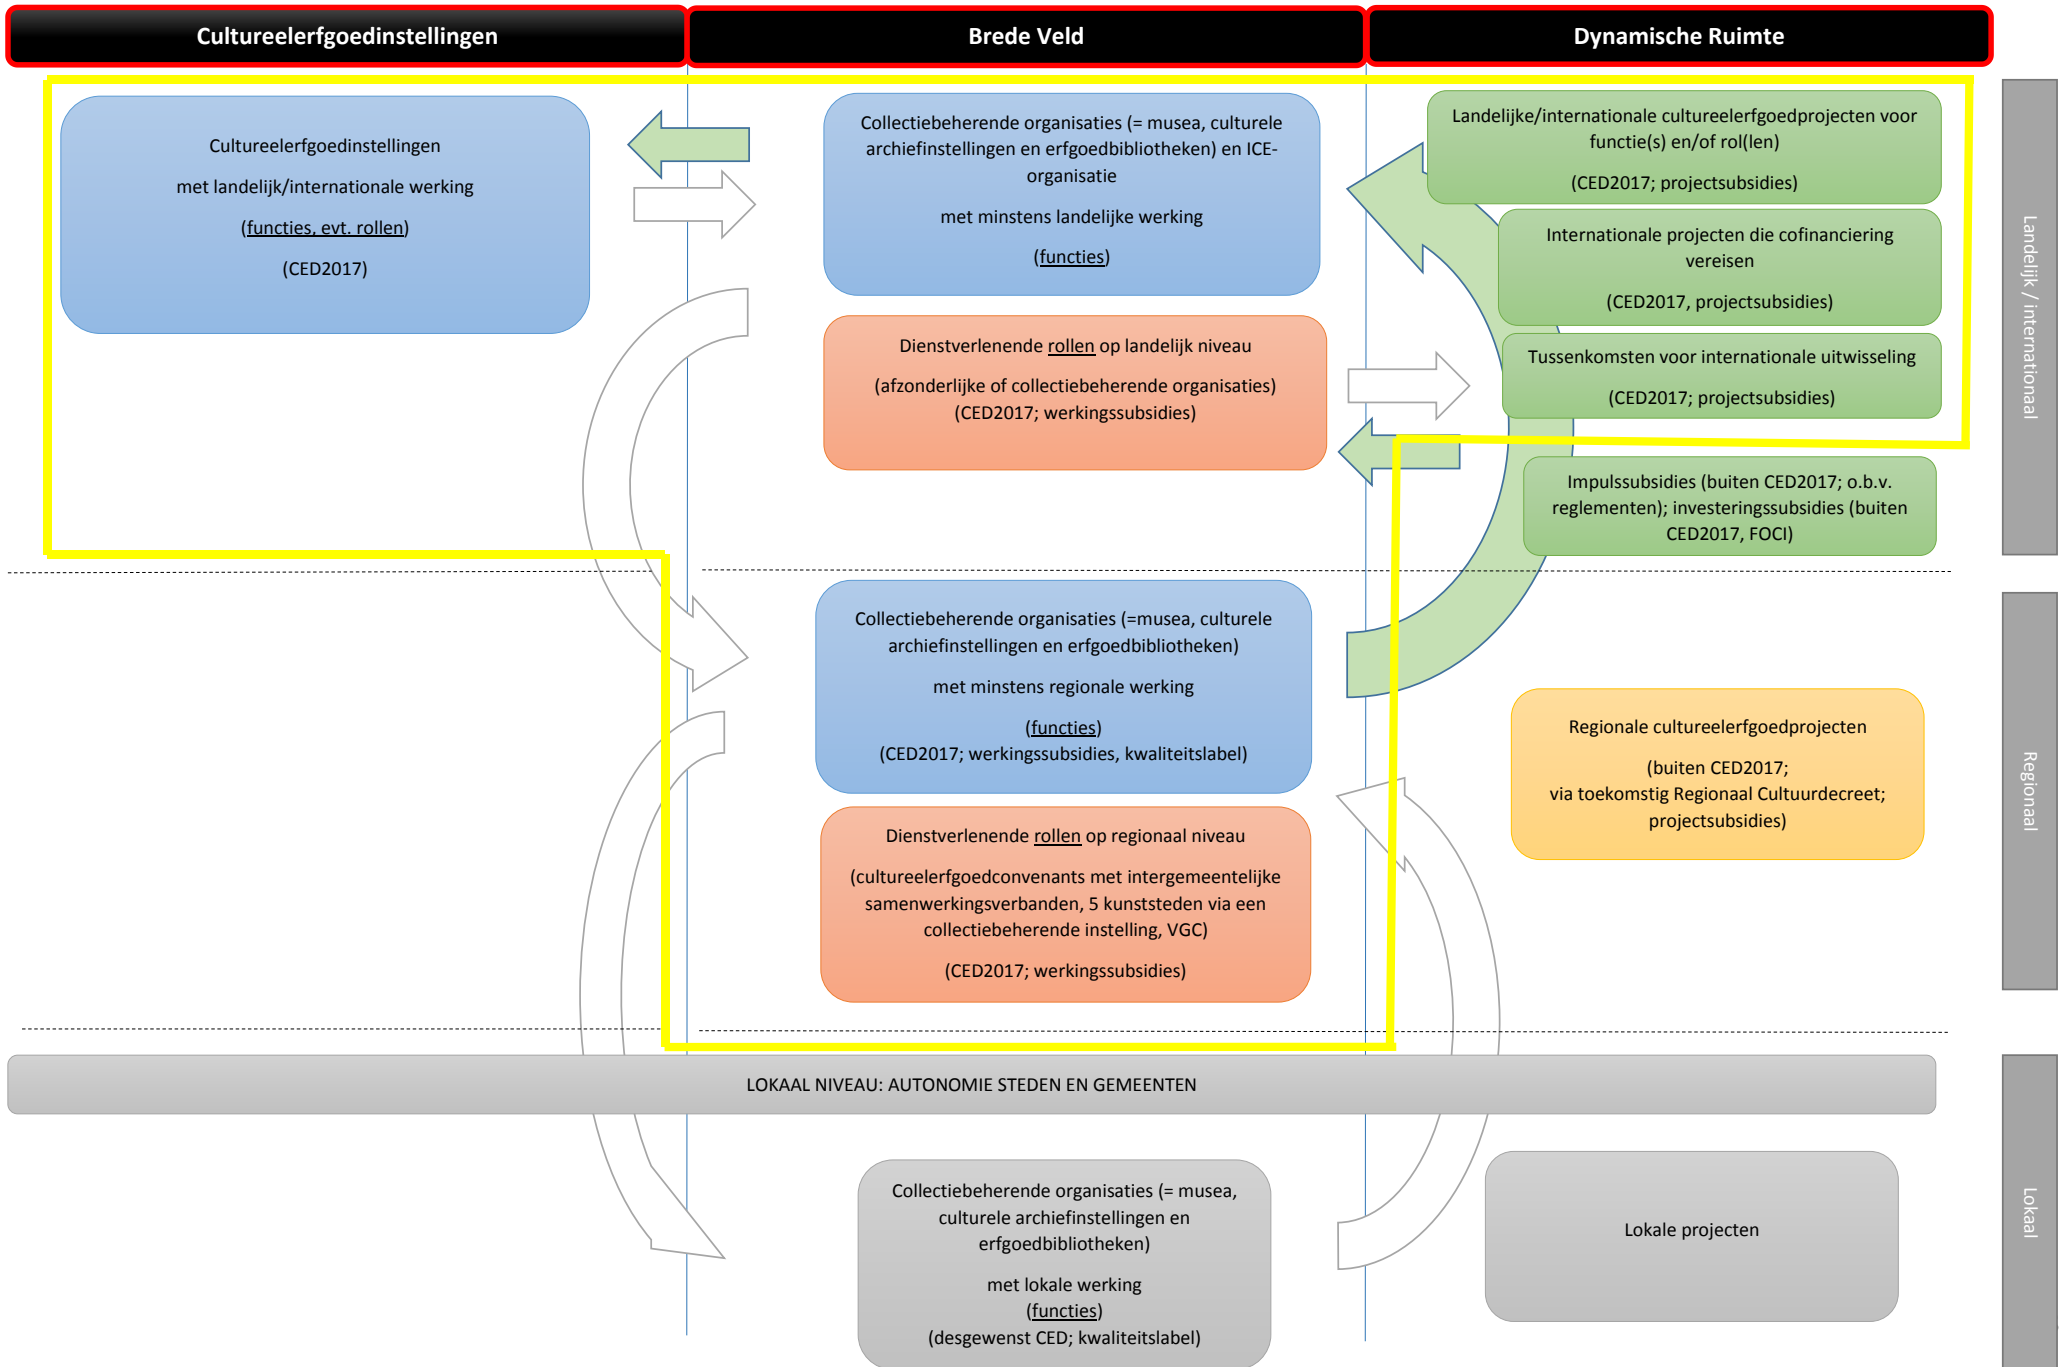 Cultureelerfgoedinstellingen
Brede Veld
Dynamische Ruimte
Cultureelerfgoedinstellingen
met landelijk/internationale werking
(functies, evt. rollen)
(CED2017)
Collectiebeherende organisaties (= musea, culturele
archiefinstellingen en erfgoedbibliotheken) en ICE-
organisatie
met minstens landelijke werking
(functies)
Dienstverlenende rollen op landelijk niveau
(afzonderlijke of collectiebeherende organisaties)
(CED2017; werkingssubsidies)
Landelijke/internationale cultureelerfgoedprojecten voor
functie(s) en/of rol(len)
(CED2017; projectsubsidies)
Internationale projecten die cofinanciering
vereisen
(CED2017, projectsubsidies)
Tussenkomsten voor internationale uitwisseling
(CED2017; projectsubsidies)
Impulssubsidies (buiten CED2017; o.b.v.
reglementen); investeringssubsidies (buiten
CED2017, FOCI)
Landelijk / internationaal
Collectiebeherende organisaties (=musea, culturele
archiefinstellingen en erfgoedbibliotheken)
met minstens regionale werking
(functies)
(CED2017; werkingssubsidies, kwaliteitslabel)
Dienstverlenende rollen op regionaal niveau
(cultureelerfgoedconvenants met intergemeentelijke
samenwerkingsverbanden, 5 kunststeden via een
collectiebeherende instelling, VGC)
(CED2017; werkingssubsidies)
Regionale cultureelerfgoedprojecten
(buiten CED2017;
via toekomstig Regionaal Cultuurdecreet;
projectsubsidies)
Regionaal
LOKAAL NIVEAU: AUTONOMIE STEDEN EN GEMEENTEN
Collectiebeherende organisaties (= musea,
culturele archiefinstellingen en
erfgoedbibliotheken)
met lokale werking
(functies)
(desgewenst CED; kwaliteitslabel)
Lokale projecten
Lokaal